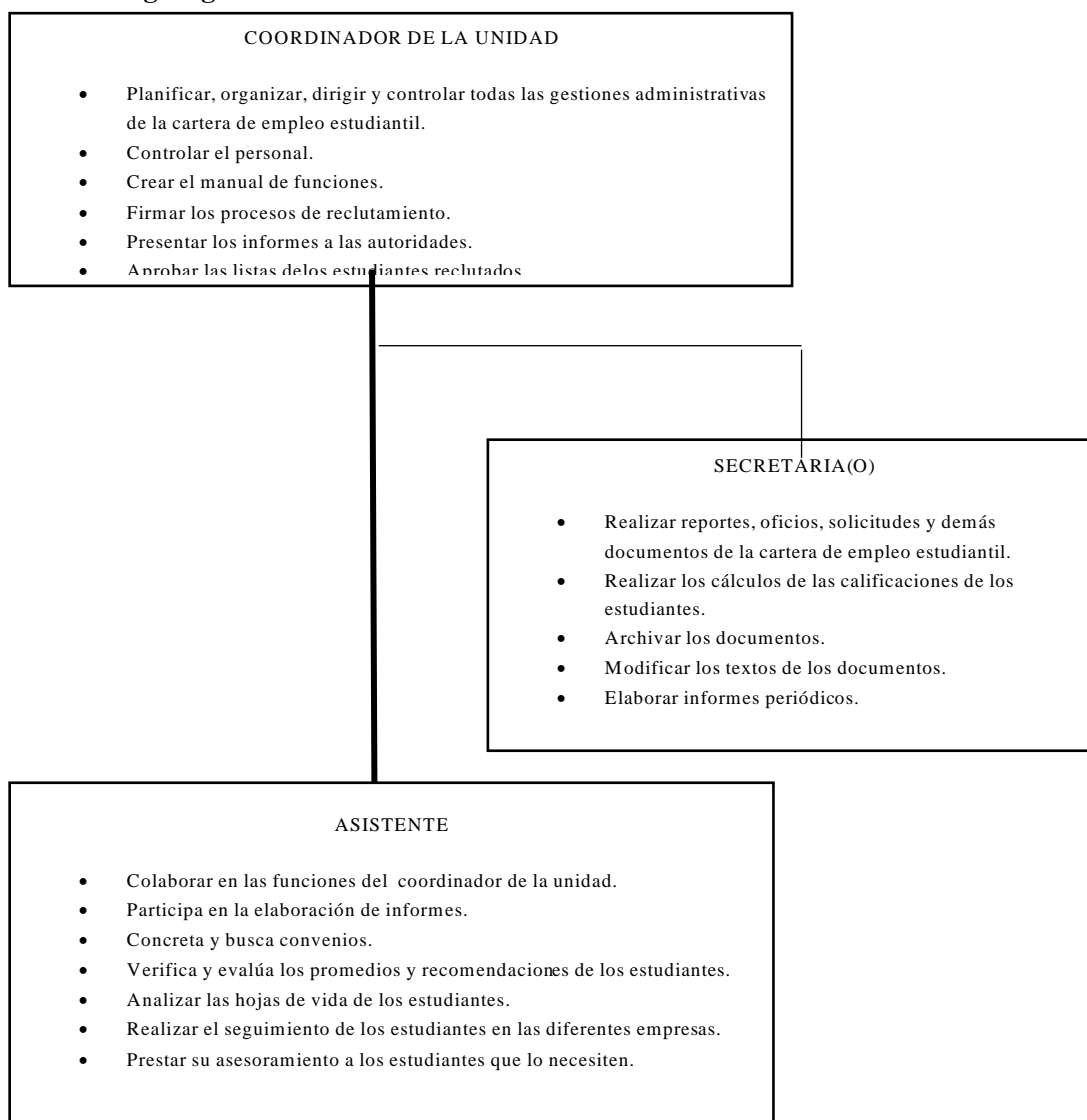 COORDINADOR DE LA UNIDAD
• Planificar, organizar, dirigir y controlar todas las gestiones administrativas
de la cartera de empleo estudiantil.
• Controlar el personal.
• Crear el manual de funciones.
• Firmar los procesos de reclutamiento.
• Presentar los informes a las autoridades.
• Aprobar las listas delos estudiantes reclutados
SECRETARIA(O)
• Realizar reportes, oficios, solicitudes y demás
documentos de la cartera de empleo estudiantil.
• Realizar los cálculos de las calificaciones de los
estudiantes.
• Archivar los documentos.
• Modificar los textos de los documentos.
• Elaborar informes periódicos.
ASISTENTE
• Colaborar en las funciones del coordinador de la unidad.
• Participa en la elaboración de informes.
• Concreta y busca convenios.
• Verifica y evalúa los promedios y recomendaciones de los estudiantes.
• Analizar las hojas de vida de los estudiantes.
• Realizar el seguimiento de los estudiantes en las diferentes empresas.
• Prestar su asesoramiento a los estudiantes que lo necesiten.